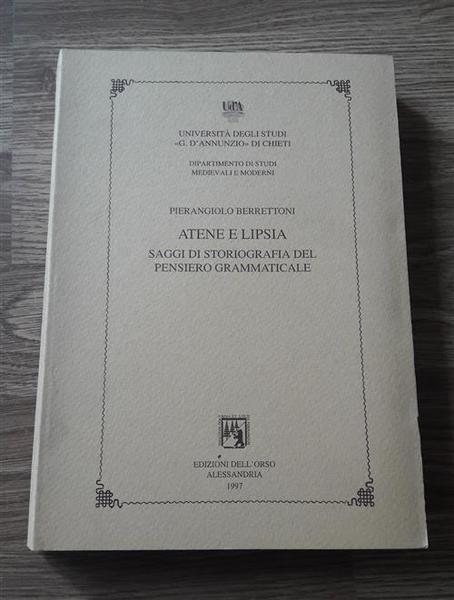 UdA
UNIVERSITÀ DEGLI STUDI
«G. D'ANNUNZIO» DI CHIETI
DIPARTIMENTO DI STUDI
MEDIEVALI E MODERNI
PIERANGIOLO BERRETTONI
ATENE E LIPSIA
SAGGI DI STORIOGRAFIA DEL
PENSIERO GRAMMATICALE
EDIZIONI DELL'ORSO
ALESSANDRIA
1997